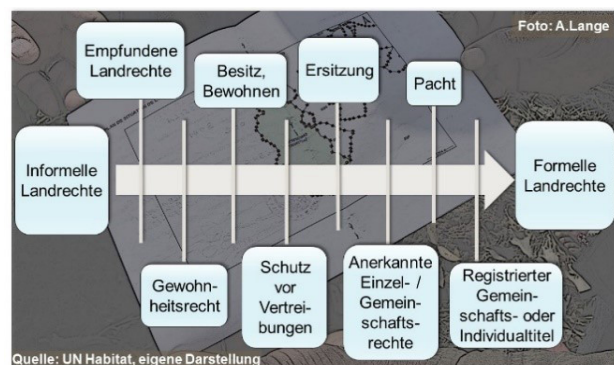 Foto: A.Lange
Empfundene
Landrechte
Besitz,
Bewohnen
Ersitzung
Pacht
Informelle
Landrechte
Formelle
Landrechte
Gewohn-
heitsrecht
Schutz
vor
Vertrei-
bungen
Anerkannte
Einzel- /
Gemein-
schafts-
rechte
Registrierter
Gemein-
schafts- oder
Individualtitel
Quelle: UN Habitat, eigene Darstellung